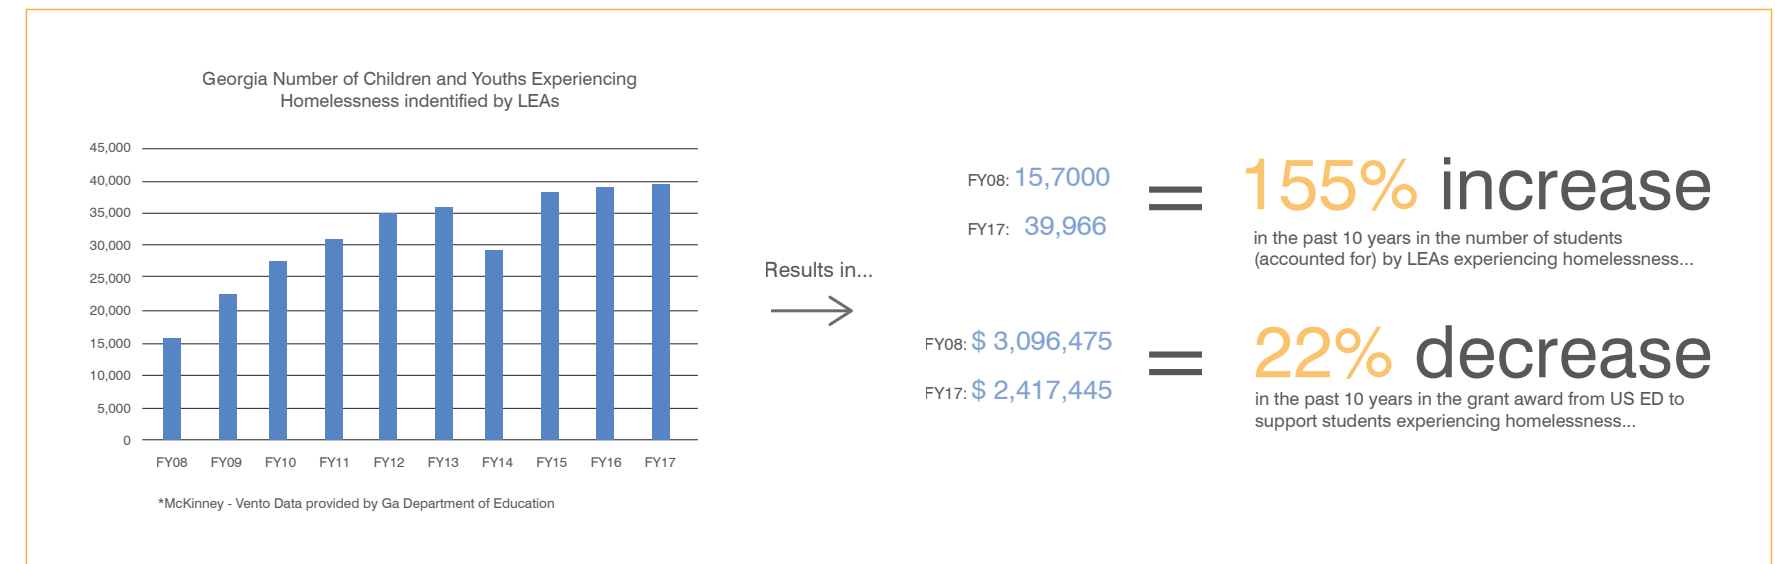 Georgia Number of Children and Youths Experiencing
Homelessness indentified by LEAs
45,000
40,000
35,000
30,000
25,000
20,000
15,000
10,000
5,000
0
FY08 FY09 FY10 FY11 FY12 FY13 FY14 FY15 FY16 FY17
*McKinney - Vento Data provided by Ga Department of Education
Results in...
FY08: 15,7000
FY17: 39,966
=
155% increase
in the past 10 years in the number of students
(accounted for) by LEAs experiencing homelessness...
FY08: $ 3,096,475
FY17: $ 2,417,445
=
22% decrease
in the past 10 years in the grant award from US ED to
support students experiencing homelessness...